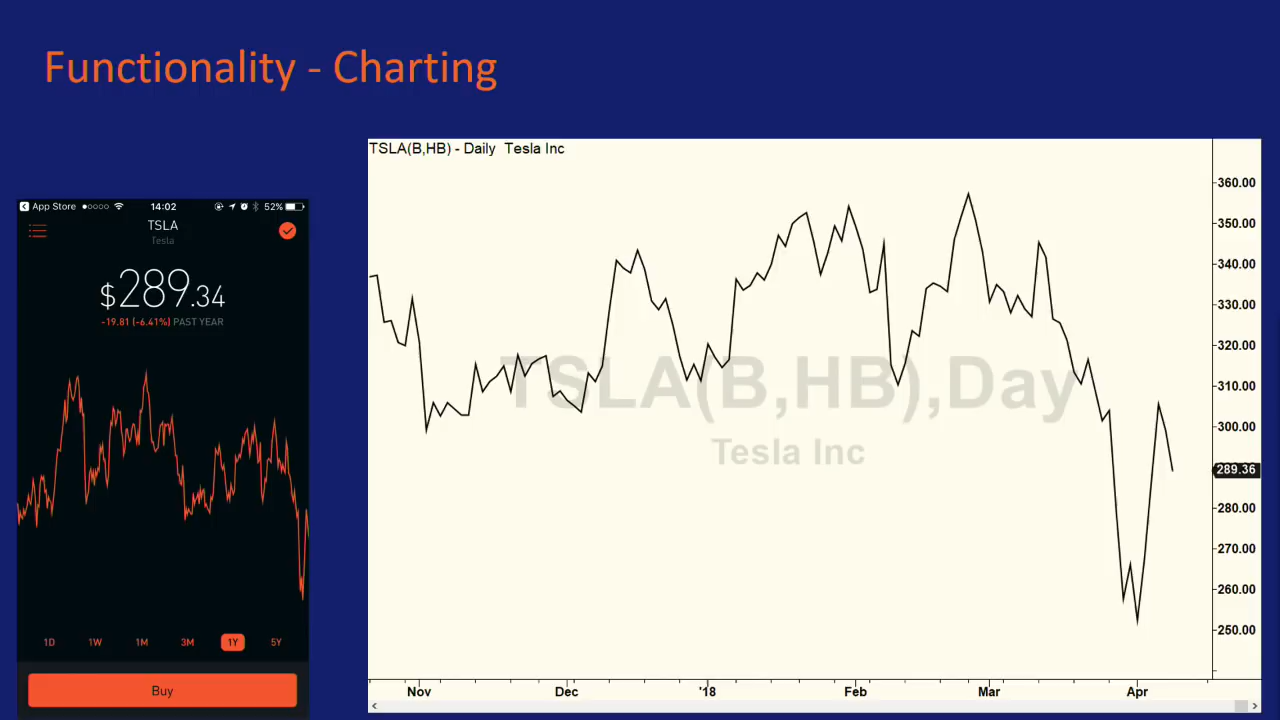 Functionality - Charting
App Store 14:02 52%
TSLA
Tesla
$289.34
-19.81 (-6.41%) PAST YEAR
1D 1W 1M 3M 1Y 5Y
Buy
TSLA(B,HB) - Daily Tesla Inc
TSLA(B,HB),Day
Tesla Inc
360.00
350.00
340.00
330.00
320.00
310.00
300.00
289.36
280.00
270.00
260.00
250.00
Nov Dec '18 Feb Mar Apr